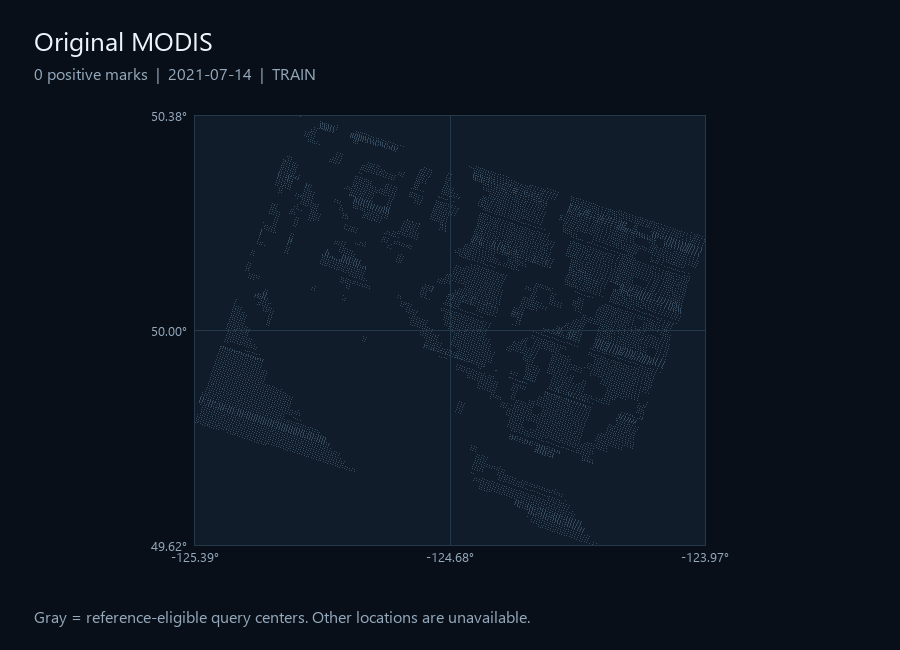 Original MODIS
0 positive marks | 2021-07-14 | TRAIN
50.38°
50.00°
49.62°
-125.39°
-124.68°
-123.97°
Gray = reference-eligible query centers. Other locations are unavailable.